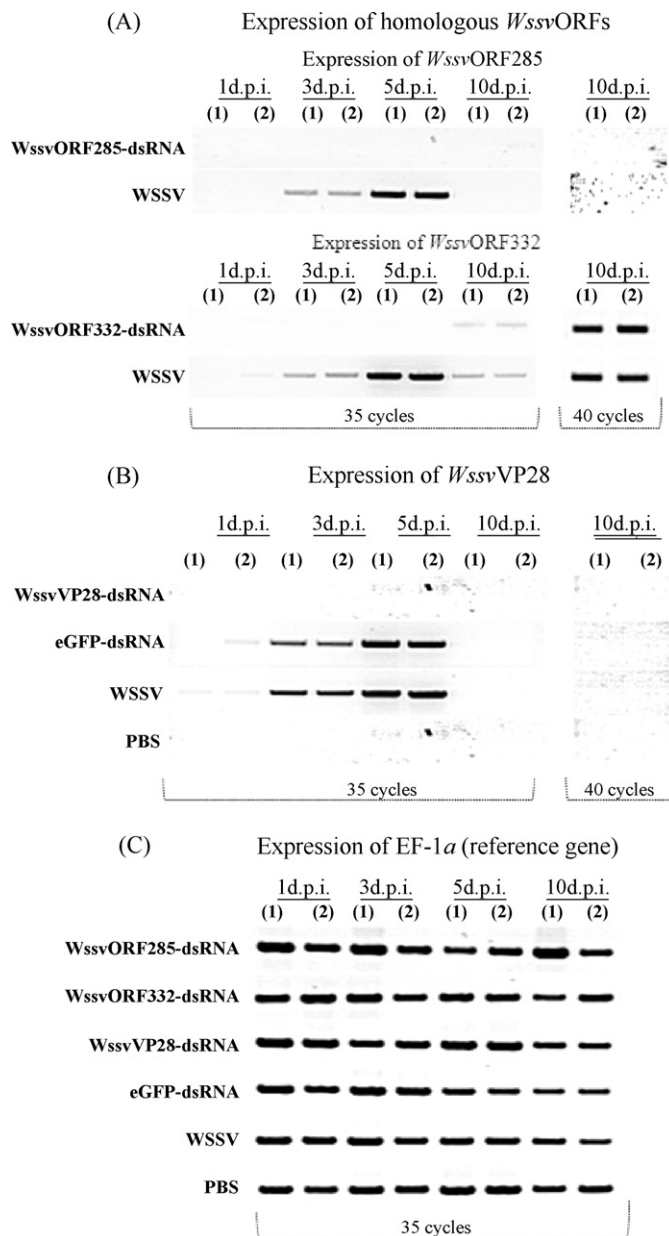 (A) Expression of homologous WssvORFs
Expression of WssvORF285
1d.p.i. 3d.p.i. 5d.p.i. 10d.p.i. 10d.p.i.
(1) (2) (1) (2) (1) (2) (1) (2) (1) (2)
WssvORF285-dsRNA
WSSV
Expression of WssvORF332
1d.p.i. 3d.p.i. 5d.p.i. 10d.p.i. 10d.p.i.
(1) (2) (1) (2) (1) (2) (1) (2) (1) (2)
WssvORF332-dsRNA
WSSV
35 cycles 40 cycles
(B) Expression of WssvVP28
1d.p.i. 3d.p.i. 5d.p.i. 10d.p.i. 10d.p.i.
(1) (2) (1) (2) (1) (2) (1) (2) (1) (2)
WssvVP28-dsRNA
eGFP-dsRNA
WSSV
PBS
35 cycles 40 cycles
(C) Expression of EF-1a (reference gene)
1d.p.i. 3d.p.i. 5d.p.i. 10d.p.i.
(1) (2) (1) (2) (1) (2) (1) (2)
WssvORF285-dsRNA
WssvORF332-dsRNA
WssvVP28-dsRNA
eGFP-dsRNA
WSSV
PBS
35 cycles